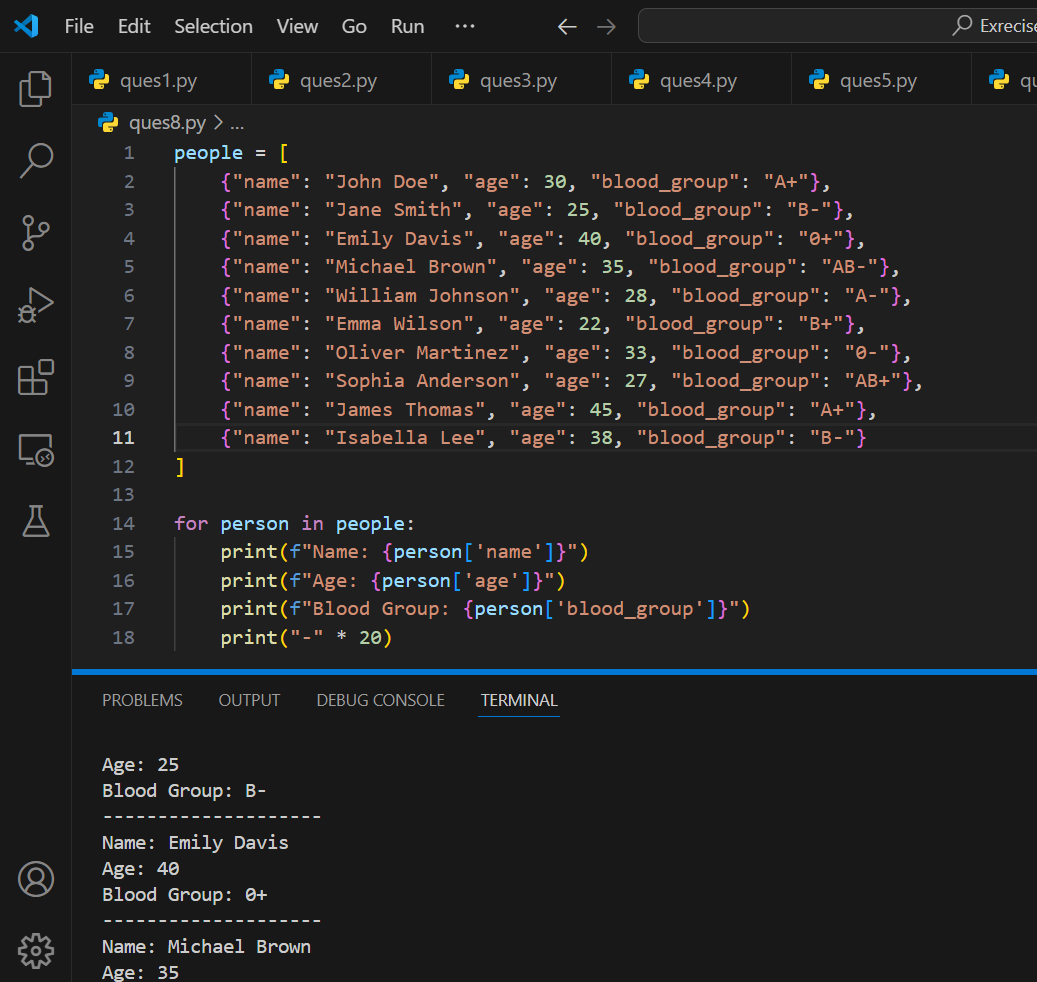 File Edit Selection View Go Run ... Exrecise
ques1.py ques2.py ques3.py ques4.py ques5.py
ques8.py > ...
1 people = [
2 {"name": "John Doe", "age": 30, "blood_group": "A+"},
3 {"name": "Jane Smith", "age": 25, "blood_group": "B-"},
4 {"name": "Emily Davis", "age": 40, "blood_group": "0+"},
5 {"name": "Michael Brown", "age": 35, "blood_group": "AB-"},
6 {"name": "William Johnson", "age": 28, "blood_group": "A-"},
7 {"name": "Emma Wilson", "age": 22, "blood_group": "B+"},
8 {"name": "Oliver Martinez", "age": 33, "blood_group": "0-"},
9 {"name": "Sophia Anderson", "age": 27, "blood_group": "AB+"},
10 {"name": "James Thomas", "age": 45, "blood_group": "A+"},
11 {"name": "Isabella Lee", "age": 38, "blood_group": "B-"}
12 ]
13
14 for person in people:
15 print(f"Name: {person['name']}")
16 print(f"Age: {person['age']}")
17 print(f"Blood Group: {person['blood_group']}")
18 print("-" * 20)
PROBLEMS OUTPUT DEBUG CONSOLE TERMINAL
Age: 25
Blood Group: B-
--------------------
Name: Emily Davis
Age: 40
Blood Group: 0+
--------------------
Name: Michael Brown
Age: 35